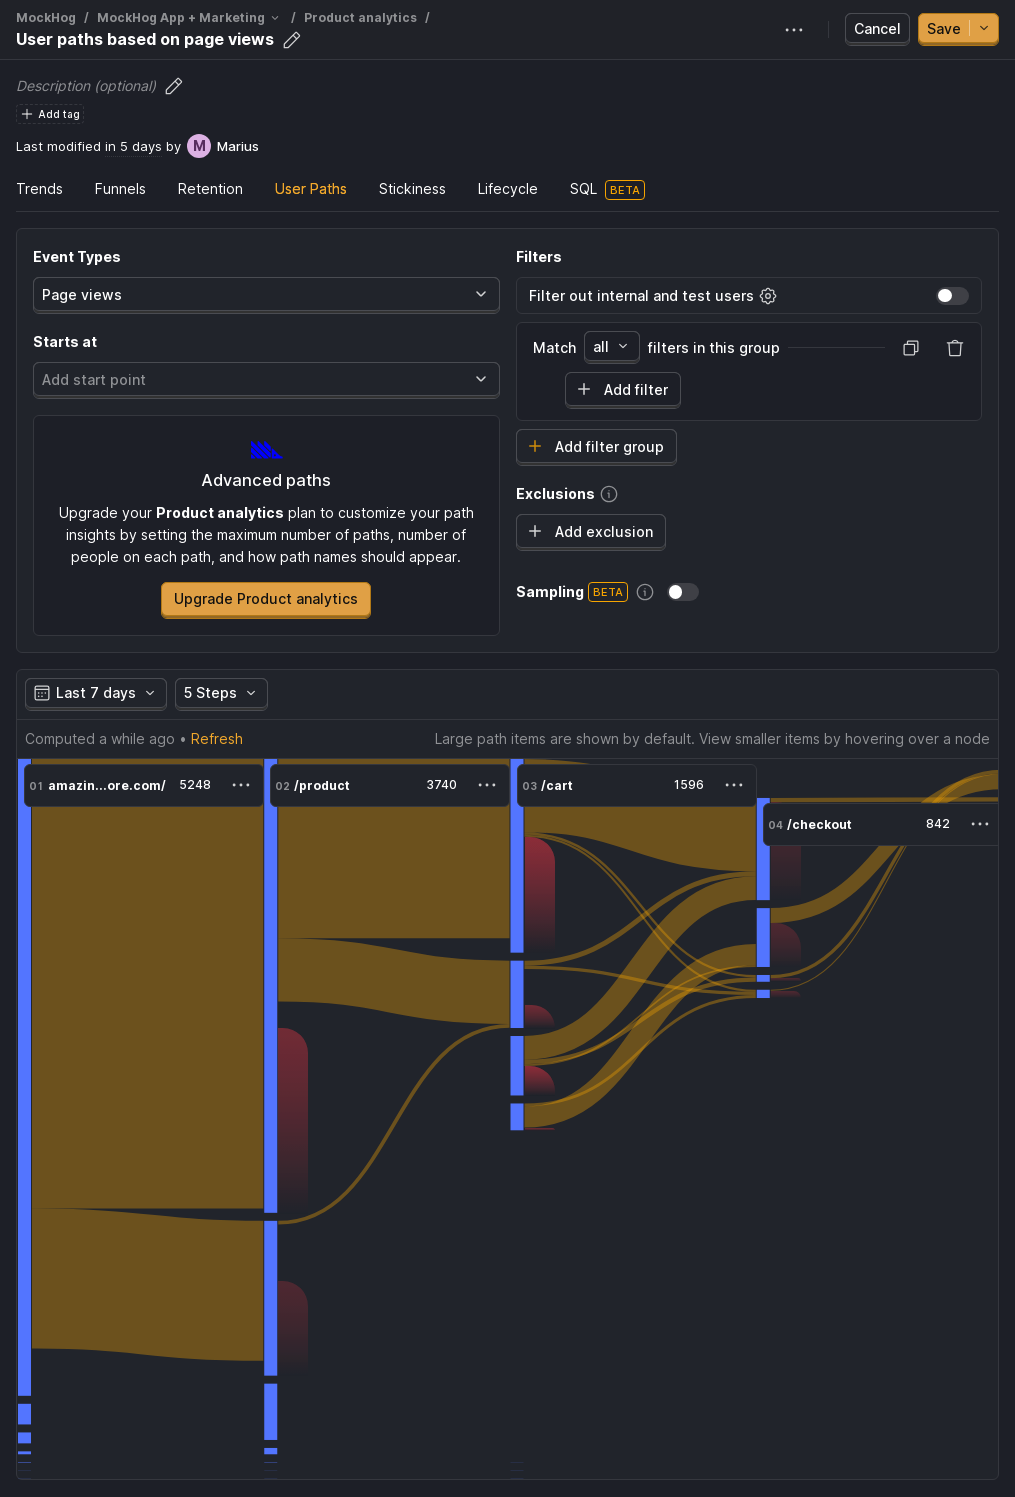 MockHog / MockHog App + Marketing / Product analytics /
User paths based on page views
Cancel
Save
Description (optional)
Add tag
Last modified in 5 days by M Marius
Trends Funnels Retention User Paths Stickiness Lifecycle SQL BETA
Event Types
Page views
Starts at
Add start point
Advanced paths
Upgrade your Product analytics plan to customize your path
insights by setting the maximum number of paths, number of
people on each path, and how path names should appear.
Upgrade Product analytics
Filters
Filter out internal and test users
Match all filters in this group
Add filter
Add filter group
Exclusions
Add exclusion
Sampling BETA
Last 7 days 5 Steps
Computed a while ago • Refresh
Large path items are shown by default. View smaller items by hovering over a node
01 amazin...ore.com/ 5248
02 /product 3740
03 /cart 1596
04 /checkout 842